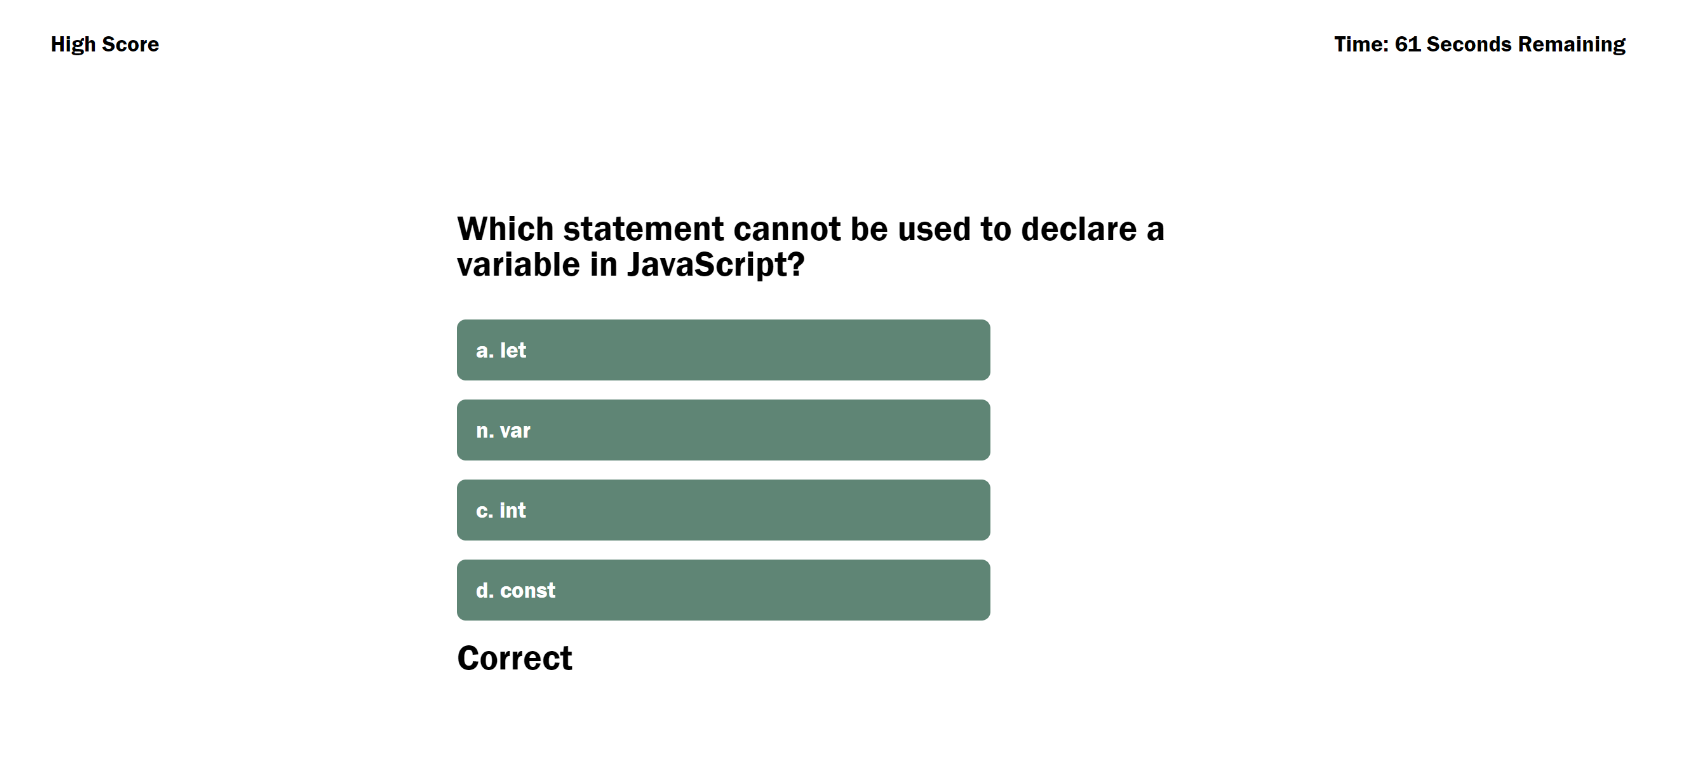 High Score
Time: 61 Seconds Remaining
Which statement cannot be used to declare a
variable in JavaScript?
a. let
n. var
c. int
d. const
Correct